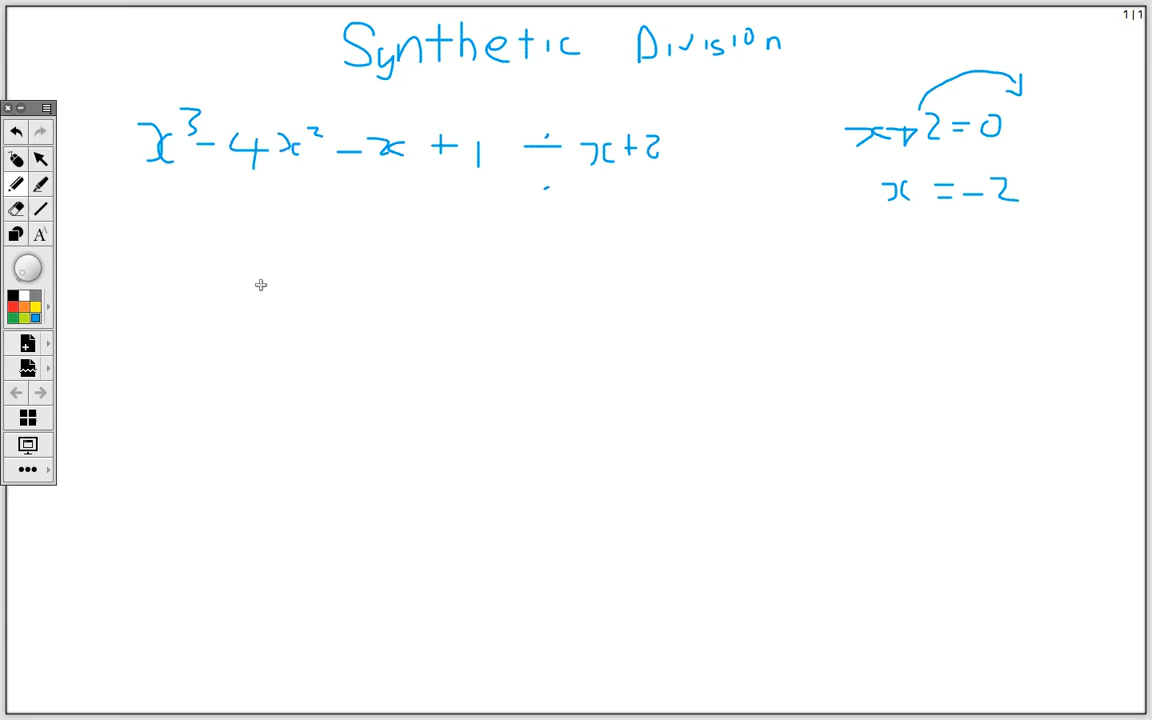 1|1
Synthetic Division
x³ - 4x² - x + 1 ÷ x+2
x+2=0
x = -2
A